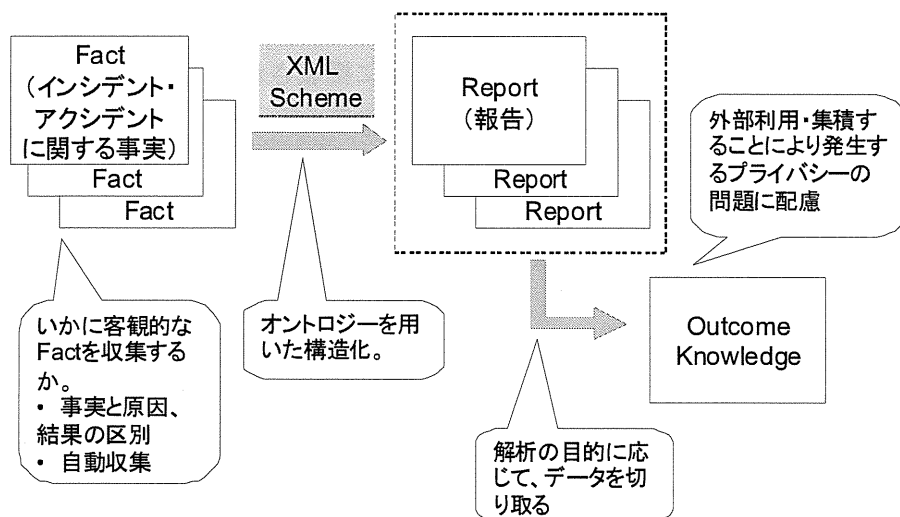 Fact
(インシデント・
アクシデント
に関する事実)
Fact
Fact
XML
Scheme
Report
(報告)
Report
Report
外部利用・集積す
ることにより発生す
るプライバシーの
問題に配慮
いかに客観的な
Factを収集する
か。
・ 事実と原因、
結果の区別
・ 自動収集
オントロジーを用
いた構造化。
Outcome
Knowledge
解析の目的に応
じて、データを切
り取る